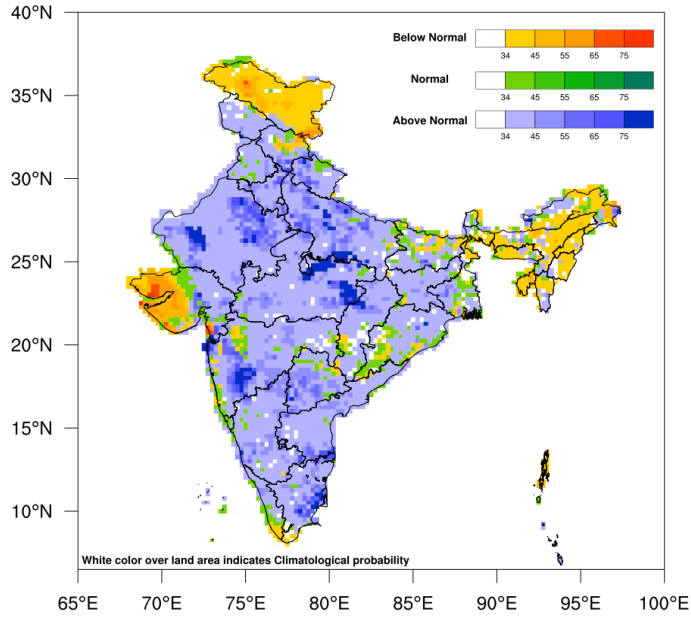 40°N
Below Normal
34 45 55 65 75
35°N
Normal
34 45 55 65 75
Above Normal
34 45 55 65 75
30°N
25°N
20°N
15°N
10°N
White color over land area indicates Climatological probability
65°E 70°E 75°E 80°E 85°E 90°E 95°E 100°E